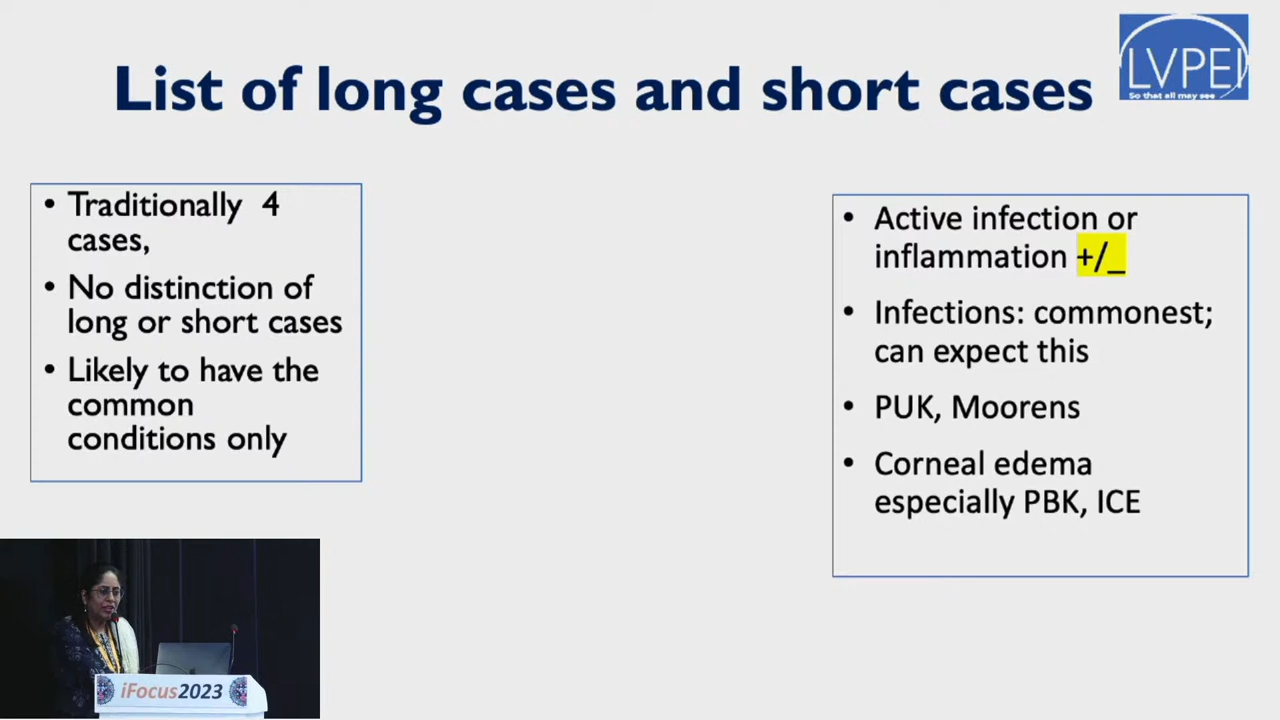 List of long cases and short cases
LVPEI
So that all may see
• Traditionally 4
cases,
• No distinction of
long or short cases
• Likely to have the
common
conditions only
• Active infection or
inflammation +/_
• Infections: commonest;
can expect this
• PUK, Moorens
• Corneal edema
especially PBK, ICE
iFocus2023